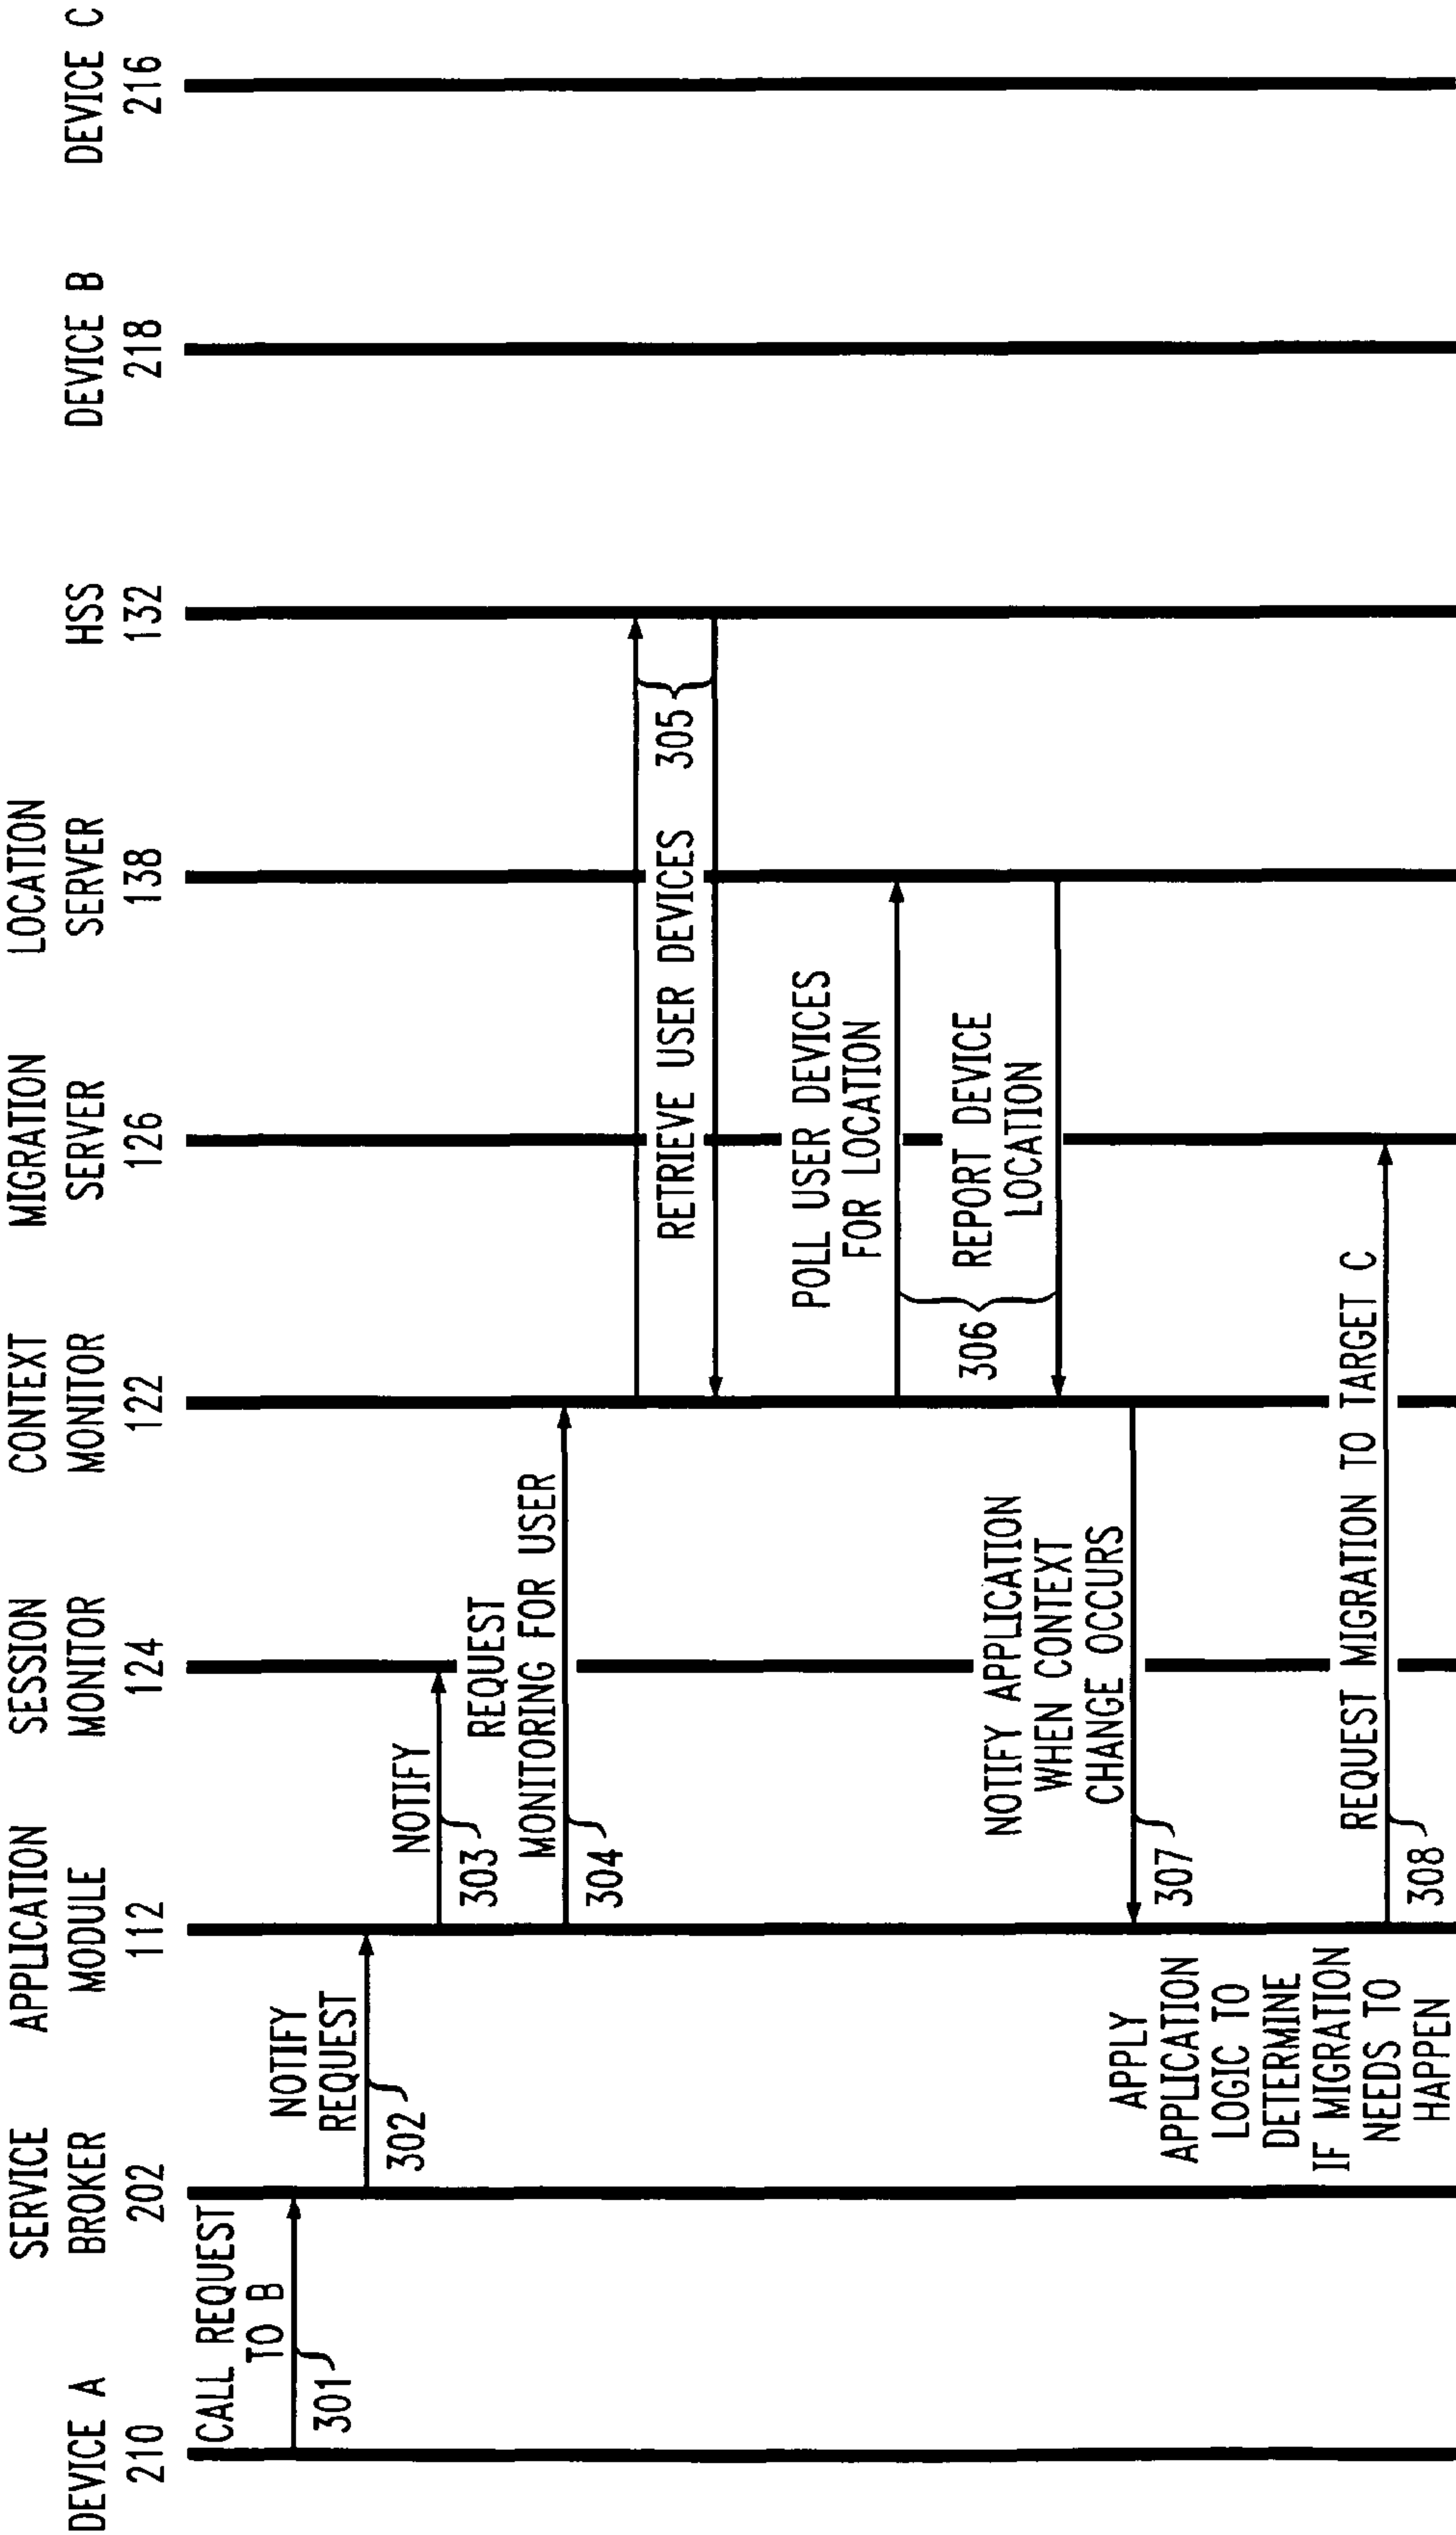 DEVICE A
210
SERVICE
BROKER
202
APPLICATION
MODULE
112
SESSION
MONITOR
124
CONTEXT
MONITOR
122
MIGRATION
SERVER
126
LOCATION
SERVER
138
HSS
132
DEVICE B
218
DEVICE C
216
CALL REQUEST
TO B
301
NOTIFY
REQUEST
302
NOTIFY
303
REQUEST
MONITORING FOR USER
304
RETRIEVE USER DEVICES
305
POLL USER DEVICES
FOR LOCATION
REPORT DEVICE
LOCATION
306
NOTIFY APPLICATION
WHEN CONTEXT
CHANGE OCCURS
307
APPLY
APPLICATION
LOGIC TO
DETERMINE
IF MIGRATION
NEEDS TO
HAPPEN
REQUEST MIGRATION TO TARGET C
308